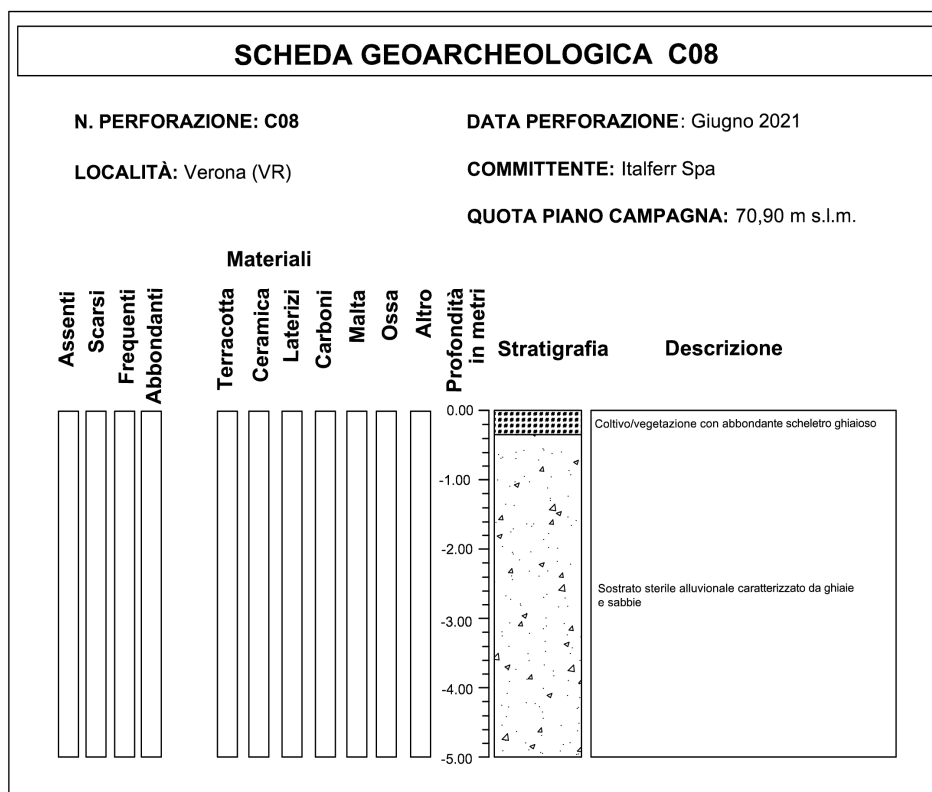 SCHEDA GEOARCHEOLOGICA C08
N. PERFORAZIONE: C08
DATA PERFORAZIONE: Giugno 2021
LOCALITÀ: Verona (VR)
COMMITTENTE: Italferr Spa
QUOTA PIANO CAMPAGNA: 70,90 m s.l.m.
Materiali
Assenti
Scarsi
Frequenti
Abbondanti
Terracotta
Ceramica
Laterizi
Carboni
Malta
Ossa
Altro
Profondità
in metri
Stratigrafia
Descrizione
0.00
-1.00
-2.00
-3.00
-4.00
-5.00
Coltivo/vegetazione con abbondante scheletro ghiaioso
Sostrato sterile alluvionale caratterizzato da ghiaie
e sabbie